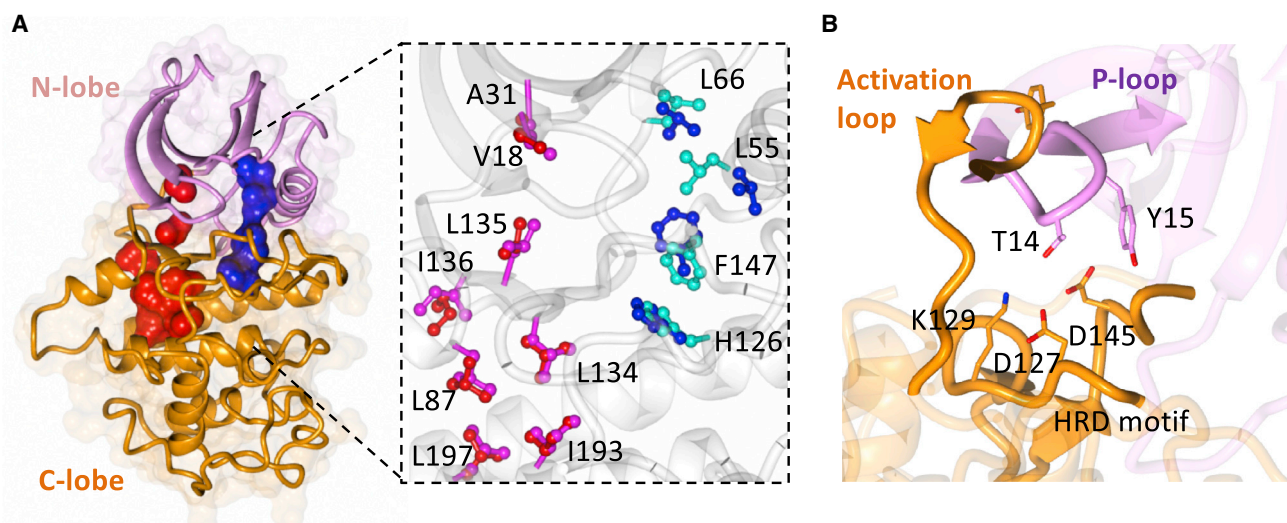 A
N-lobe
C-lobe
A31
V18
L66
L55
L135
I136
F147
H126
L134
L87
L197
I193
B
Activation
loop
P-loop
T14
Y15
K129
D127
D145
HRD motif